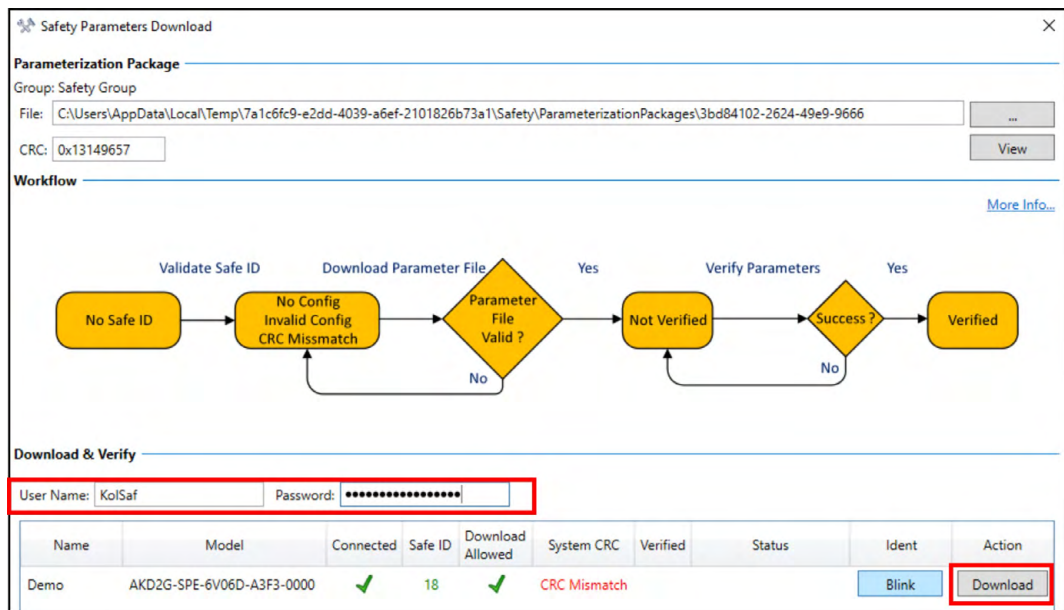 Safety Parameters Download
Parameterization Package
Group: Safety Group
File: C:\Users\AppData\Local\Temp\7a1c6fc9-e2dd-4039-a6ef-2101826b73a1\Safety\ParameterizationPackages\3bd84102-2624-49e9-9666 ...
CRC: 0x13149657 View
Workflow
More Info...
Validate Safe ID Download Parameter File Yes Verify Parameters Yes
No Safe ID
No Config
Invalid Config
CRC Missmatch
Parameter
File
Valid ?
Not Verified
Success ?
Verified
No
No
Download & Verify
User Name: KolSaf Password: •••••••••••••••••
Name Model Connected Safe ID Download Allowed System CRC Verified Status Ident Action
Demo AKD2G-SPE-6V06D-A3F3-0000 ✓ 18 ✓ CRC Mismatch Blink Download